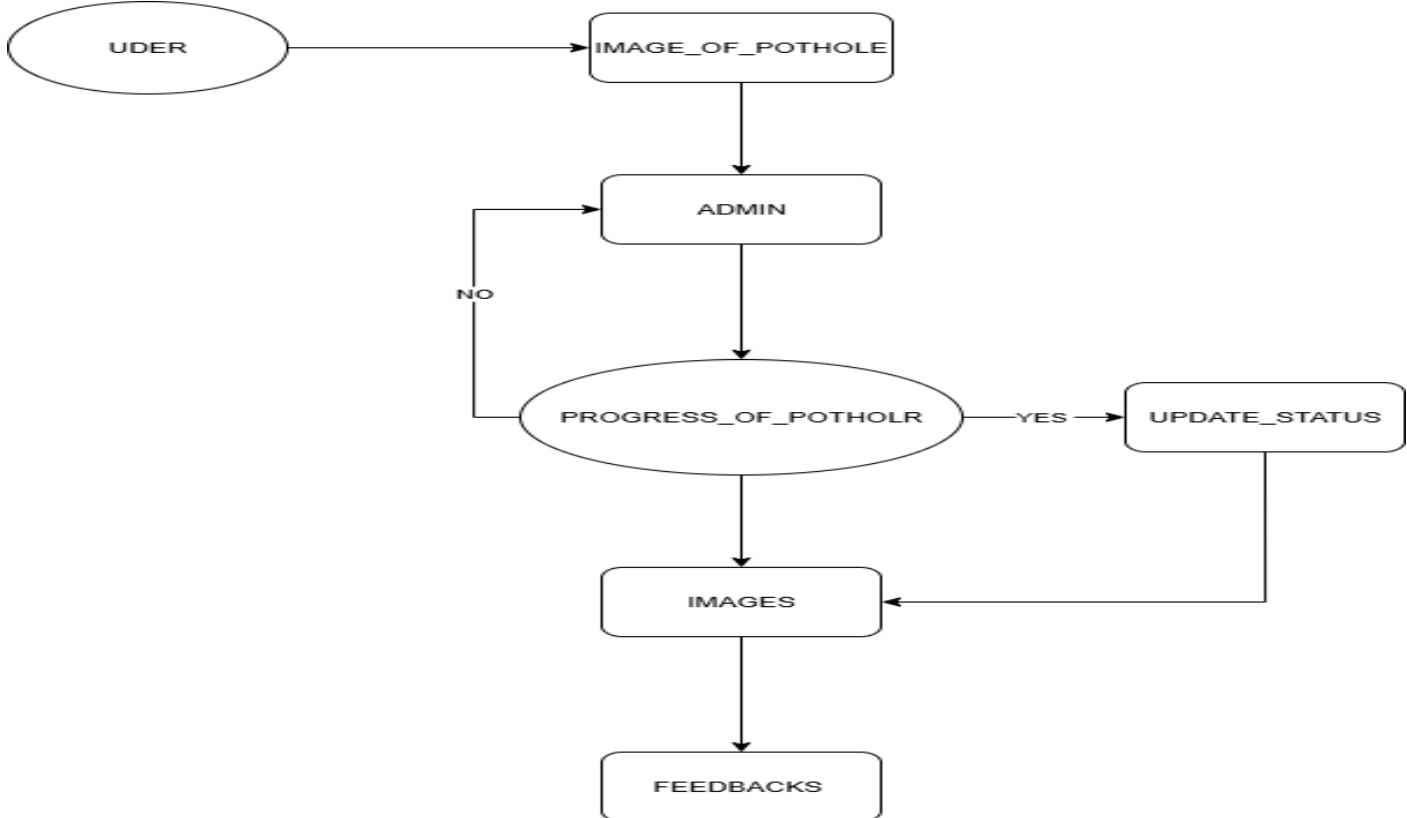 UDER
IMAGE_OF_POTHOLE
ADMIN
NO
PROGRESS_OF_POTHOLR
YES
UPDATE_STATUS
IMAGES
FEEDBACKS